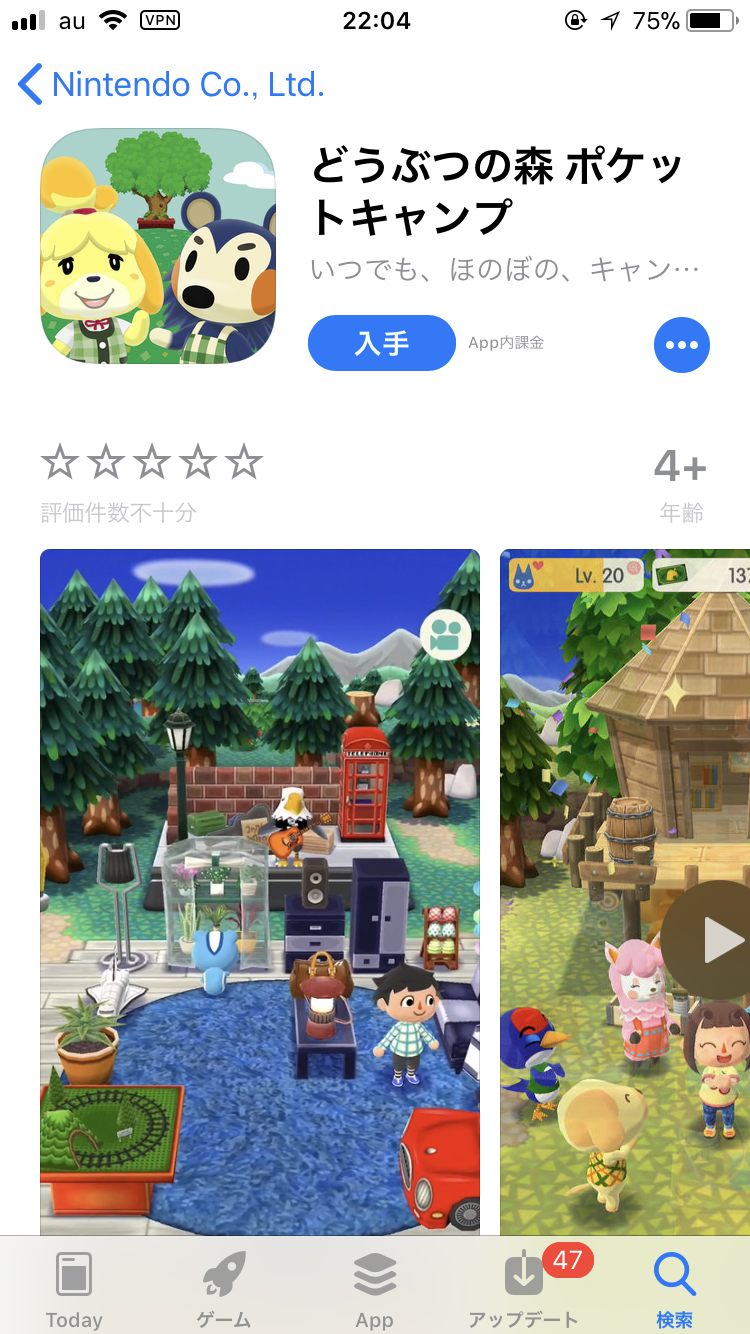 au VPN 22:04 75%
Nintendo Co., Ltd.
どうぶつの森 ポケッ
トキャンプ
いつでも、ほのぼの、キャン…
入手 App内課金
4+
評価件数不十分 年齢
Lv. 20 137
TELEPHONE
Today ゲーム App アップデート 47 検索